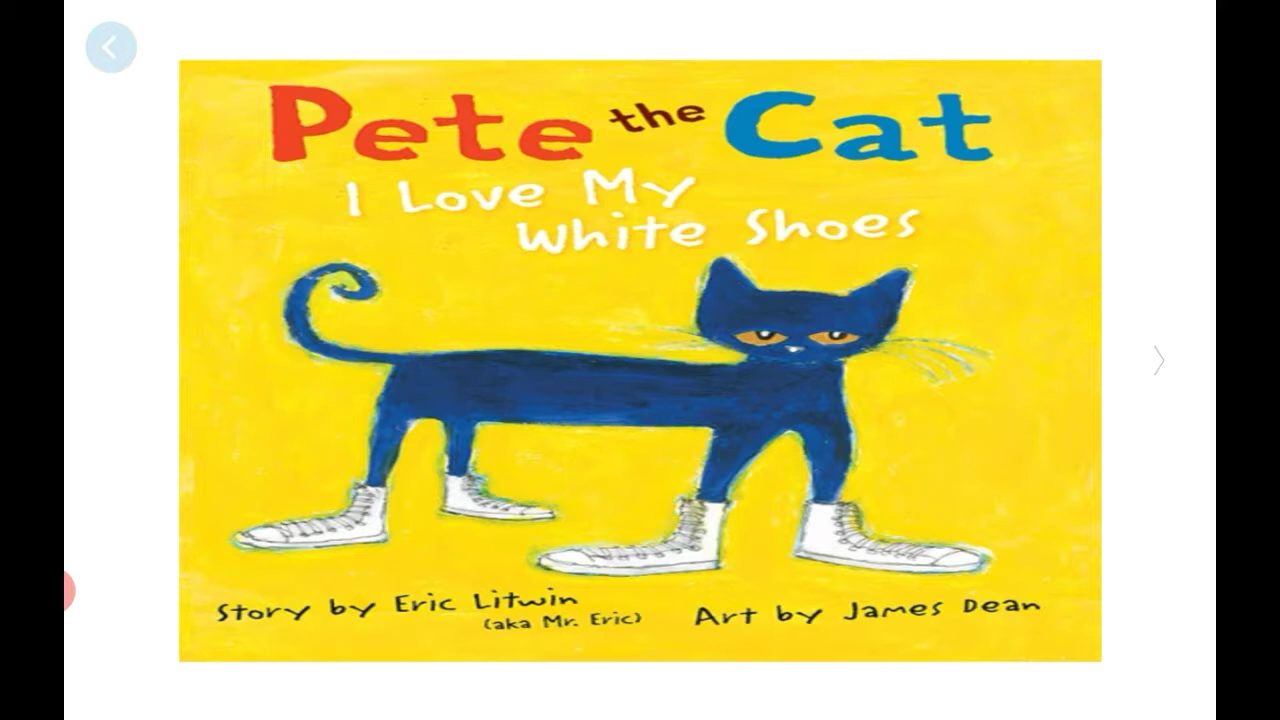 Pete the Cat
I Love My
White Shoes
Story by Eric Litwin
(aka Mr. Eric)
Art by James Dean